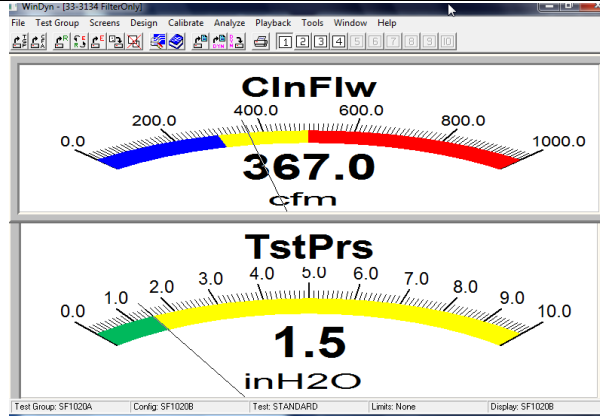 WinDyn - [33-3134 FilterOnly]
File Test Group Screens Design Calibrate Analyze Playback Tools Window Help
1 2 3 4 5 6 7 8 9 10
ClnFlw
0.0 200.0 400.0 600.0 800.0 1000.0
367.0
cfm
TstPrs
0.0 1.0 2.0 3.0 4.0 5.0 6.0 7.0 8.0 9.0 10.0
1.5
inH2O
Test Group: SF1020A Config: SF1020B Test: STANDARD Limits: None Display: SF1020B